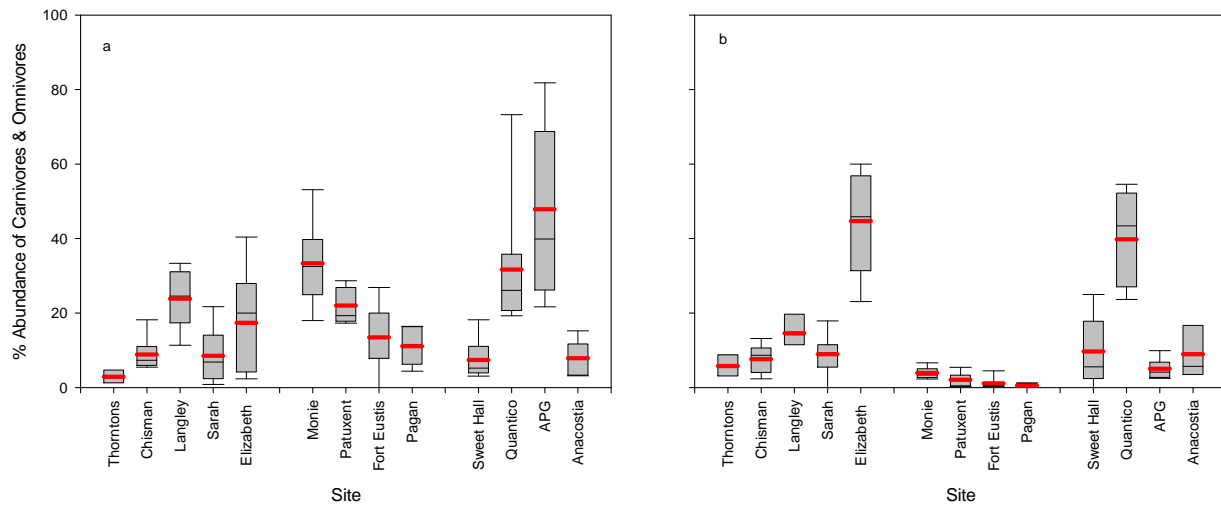 % Abundance of Carnivores & Omnivores
100
80
60
40
20
0
a
Thorntons
Chisman
Langley
Sarah
Elizabeth
Monie
Patuxent
Fort Eustis
Pagan
Sweet Hall
Quantico
APG
Anacostia
Site
b
Thorntons
Chisman
Langley
Sarah
Elizabeth
Monie
Patuxent
Fort Eustis
Pagan
Sweet Hall
Quantico
APG
Anacostia
Site